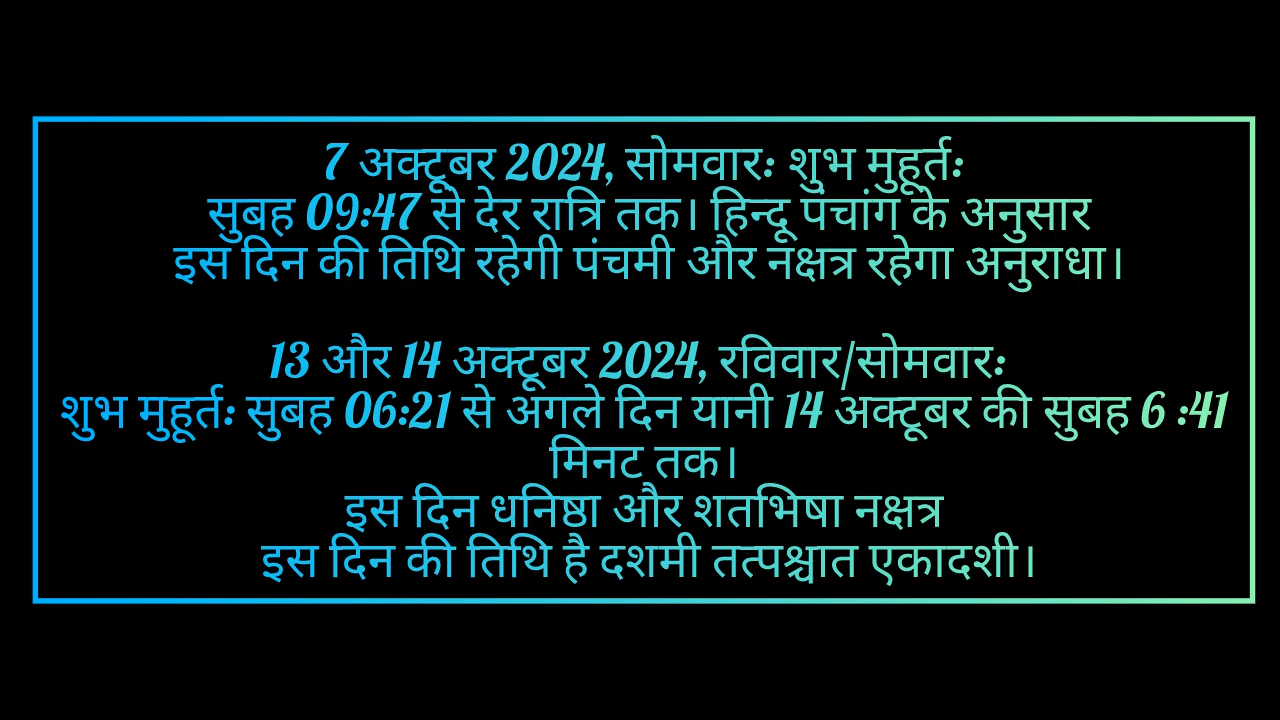 7 अक्टूबर 2024, सोमवार: शुभ मुहूर्त:
सुबह 09:47 से देर रात्रि तक। हिन्दू पंचांग के अनुसार
इस दिन की तिथि रहेगी पंचमी और नक्षत्र रहेगा अनुराधा।
13 और 14 अक्टूबर 2024, रविवार/सोमवार:
शुभ मुहूर्त: सुबह 06:21 से अगले दिन यानी 14 अक्टूबर की सुबह 6 :41
मिनट तक।
इस दिन धनिष्ठा और शतभिषा नक्षत्र
इस दिन की तिथि है दशमी तत्पश्चात एकादशी।